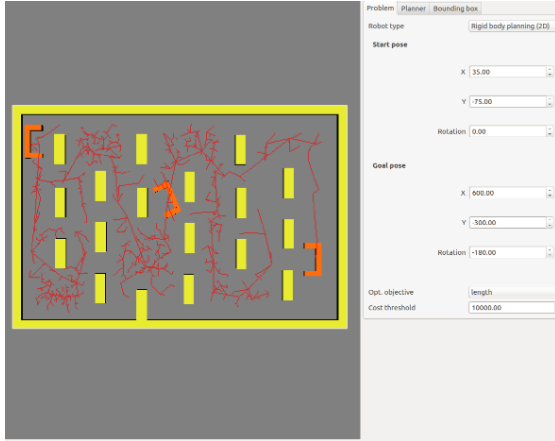 Problem Planner Bounding box
Robot type Rigid body planning (2D)
Start pose
X 35.00
Y -75.00
Rotation 0.00
Goal pose
X 600.00
Y -300.00
Rotation -180.00
Opt. objective length
Cost threshold 10000.00